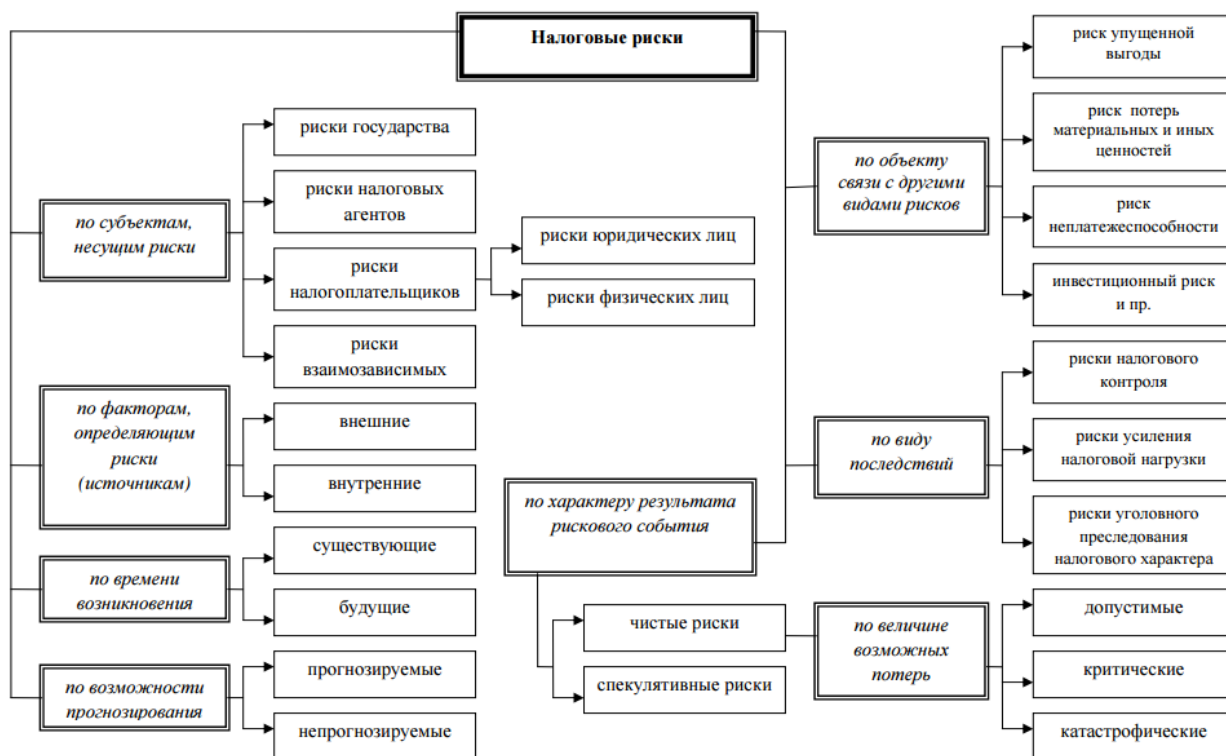 Налоговые риски
по субъектам,
несущим риски
риски государства
риски налоговых
агентов
риски
налогоплательщиков
риски юридических лиц
риски физических лиц
риски
взаимозависимых
по факторам,
определяющим
риски
(источникам)
внешние
внутренние
по времени
возникновения
существующие
будущие
по возможности
прогнозирования
прогнозируемые
непрогнозируемые
по объекту
связи с другими
видами рисков
риск упущенной
выгоды
риск потерь
материальных и иных
ценностей
риск
неплатежеспособности
инвестиционный риск
и пр.
по виду
последствий
риски налогового
контроля
риски усиления
налоговой нагрузки
риски уголовного
преследования
налогового характера
по характеру результата
рискового события
чистые риски
спекулятивные риски
по величине
возможных
потерь
допустимые
критические
катастрофические